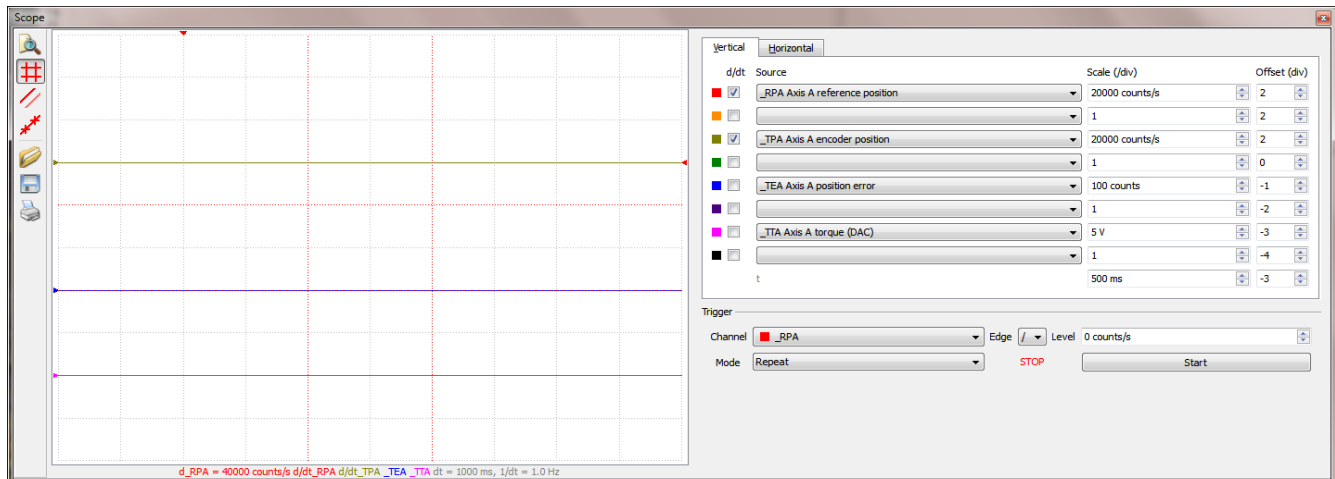 Scope
Vertical Horizontal
d/dt Source Scale (/div) Offset (div)
_RPA Axis A reference position 20000 counts/s 2
1 2
_TPA Axis A encoder position 20000 counts/s 2
1 0
_TEA Axis A position error 100 counts -1
1 -2
_TTA Axis A torque (DAC) 5 V -3
1 -4
t 500 ms -3
Trigger
Channel _RPA Edge / Level 0 counts/s
Mode Repeat STOP Start
d_RPA = 40000 counts/s d/dt_RPA d/dt_TPA _TEA _TTA dt = 1000 ms, 1/dt = 1.0 Hz